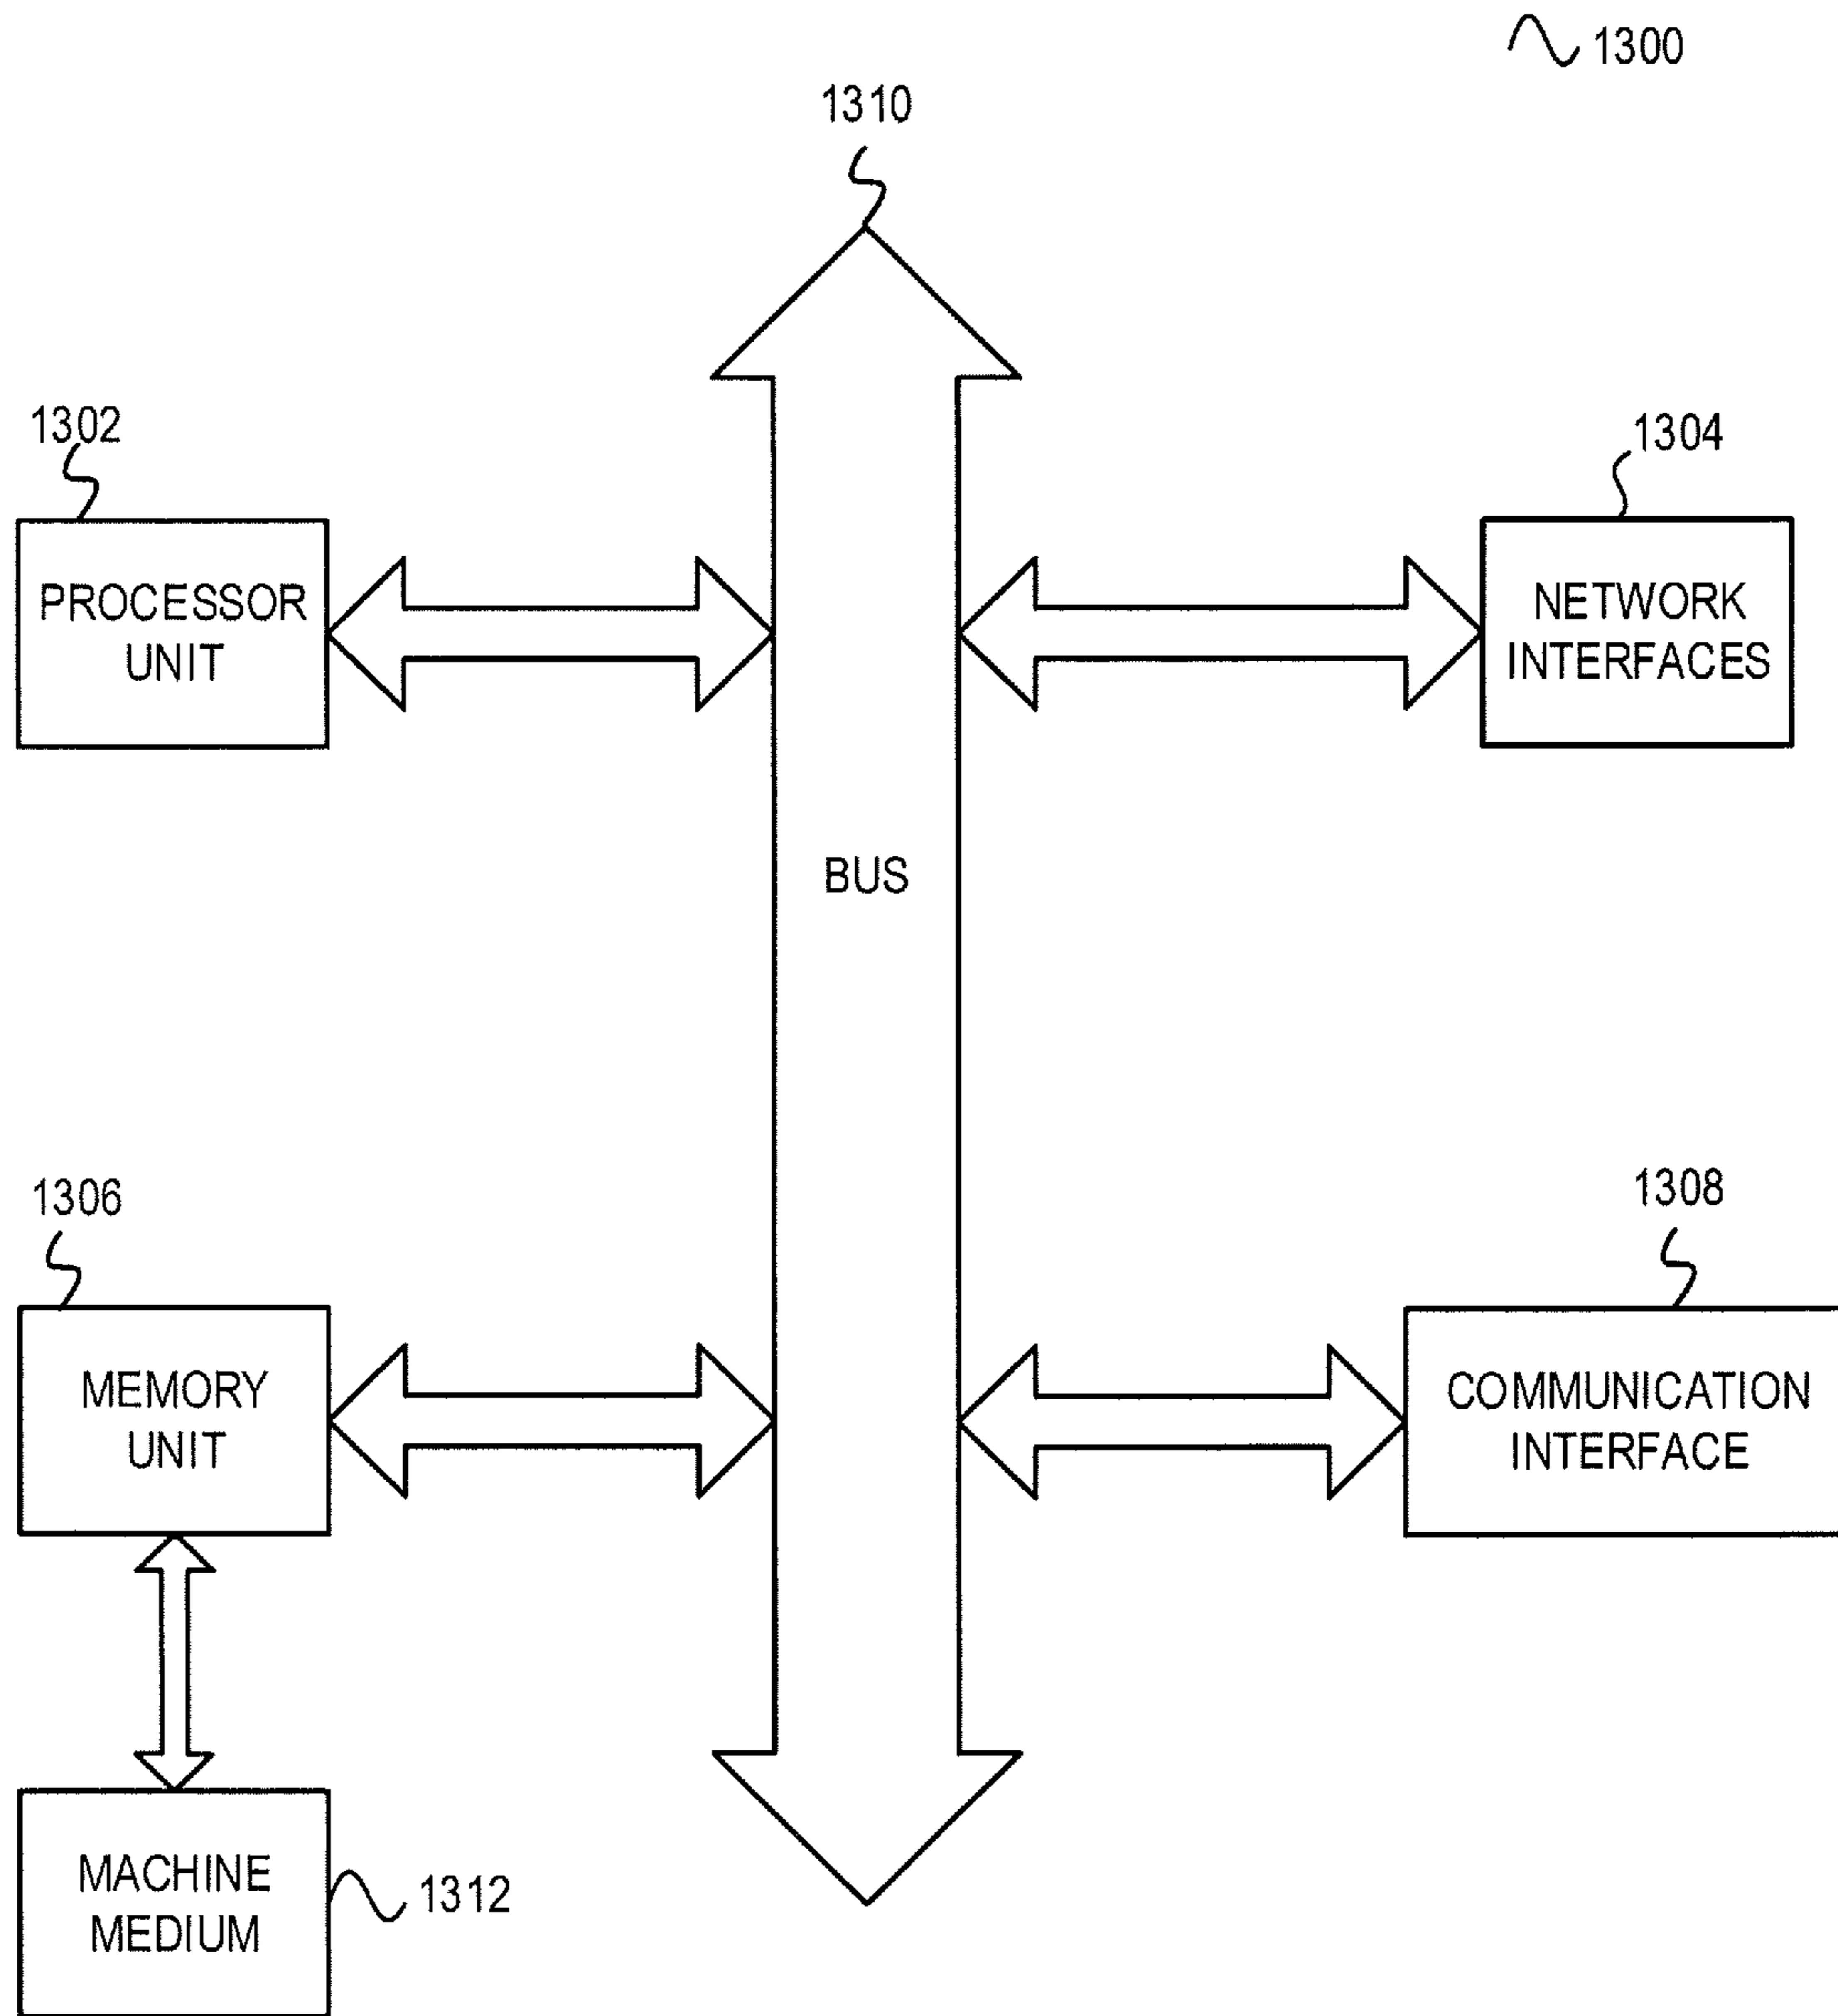 1300
1310
1302
1304
PROCESSOR
UNIT
NETWORK
INTERFACES
BUS
1306
1308
MEMORY
UNIT
COMMUNICATION
INTERFACE
MACHINE
MEDIUM
1312